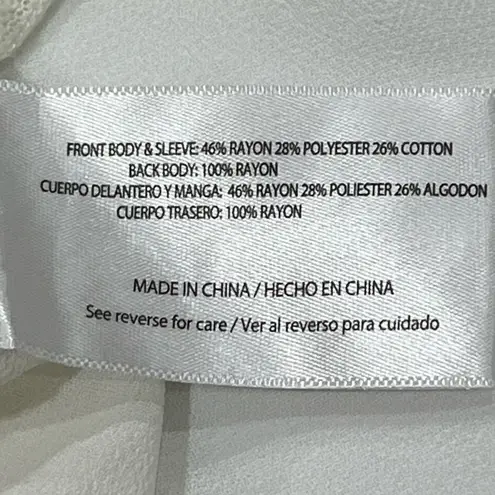 FRONT BODY & SLEEVE: 46% RAYON 28% POLYESTER 26% COTTON
BACK BODY: 100% RAYON
CUERPO DELANTERO Y MANGA: 46% RAYON 28% POLIESTER 26% ALGODON
CUERPO TRASERO: 100% RAYON
MADE IN CHINA / HECHO EN CHINA
See reverse for care / Ver al reverso para cuidado